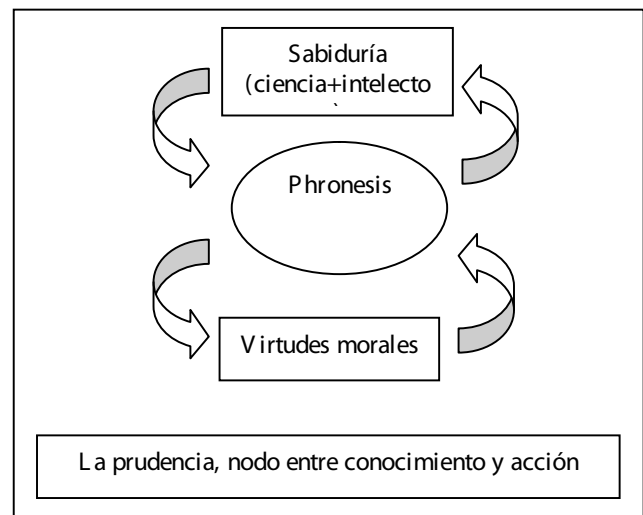 Sabiduría
(ciencia+intelecto
)
Phronesis
Virtudes morales
La prudencia, nodo entre conocimiento y acción